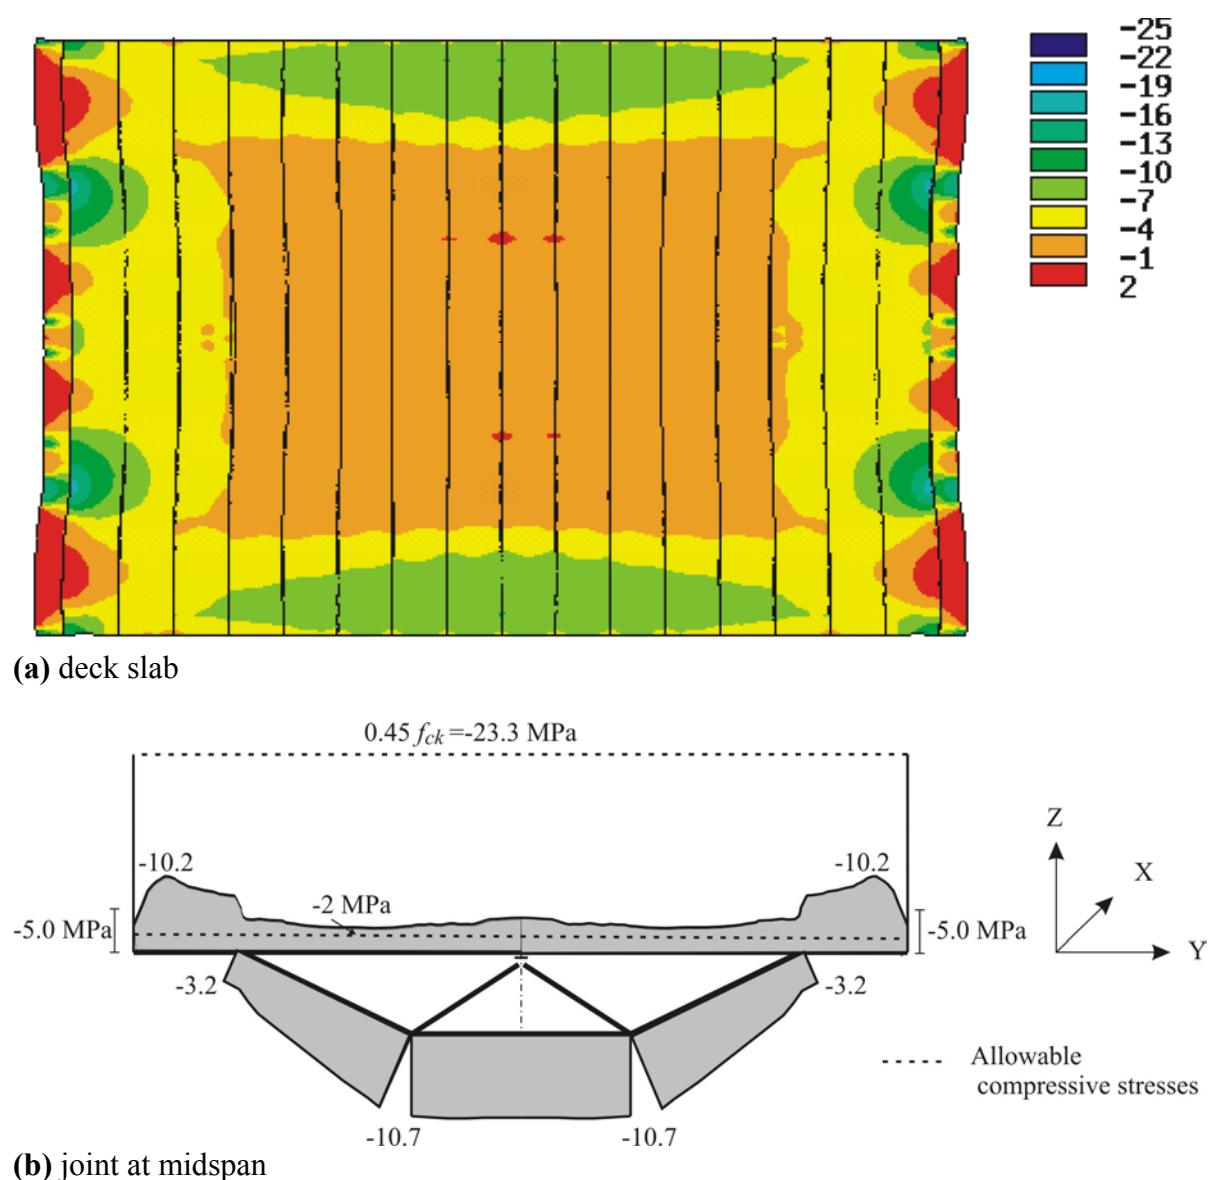 -25
-22
-19
-16
-13
-10
-7
-4
-1
2
(a) deck slab
0.45 fck=-23.3 MPa
-10.2
-10.2
-2 MPa
-5.0 MPa
-5.0 MPa
-3.2
-3.2
Z
X
Y
Allowable
compressive stresses
-10.7
-10.7
(b) joint at midspan